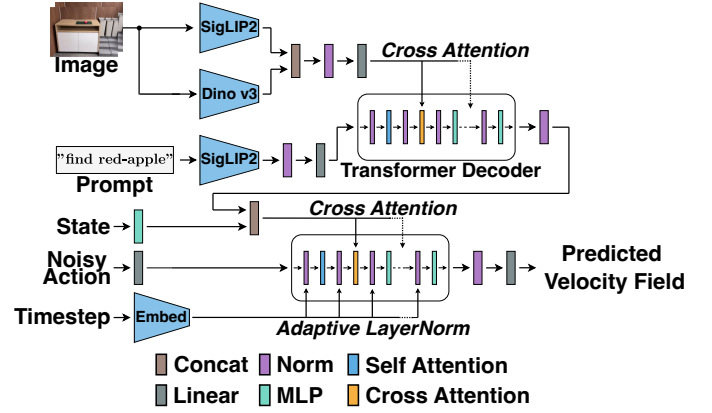 SigLIP2
Image
Cross Attention
Dino v3
"find red-apple"
SigLIP2
Prompt
Transformer Decoder
Cross Attention
State
Noisy
Action
Predicted
Velocity Field
Timestep
Embed
Adaptive LayerNorm
Concat
Norm
Self Attention
Linear
MLP
Cross Attention